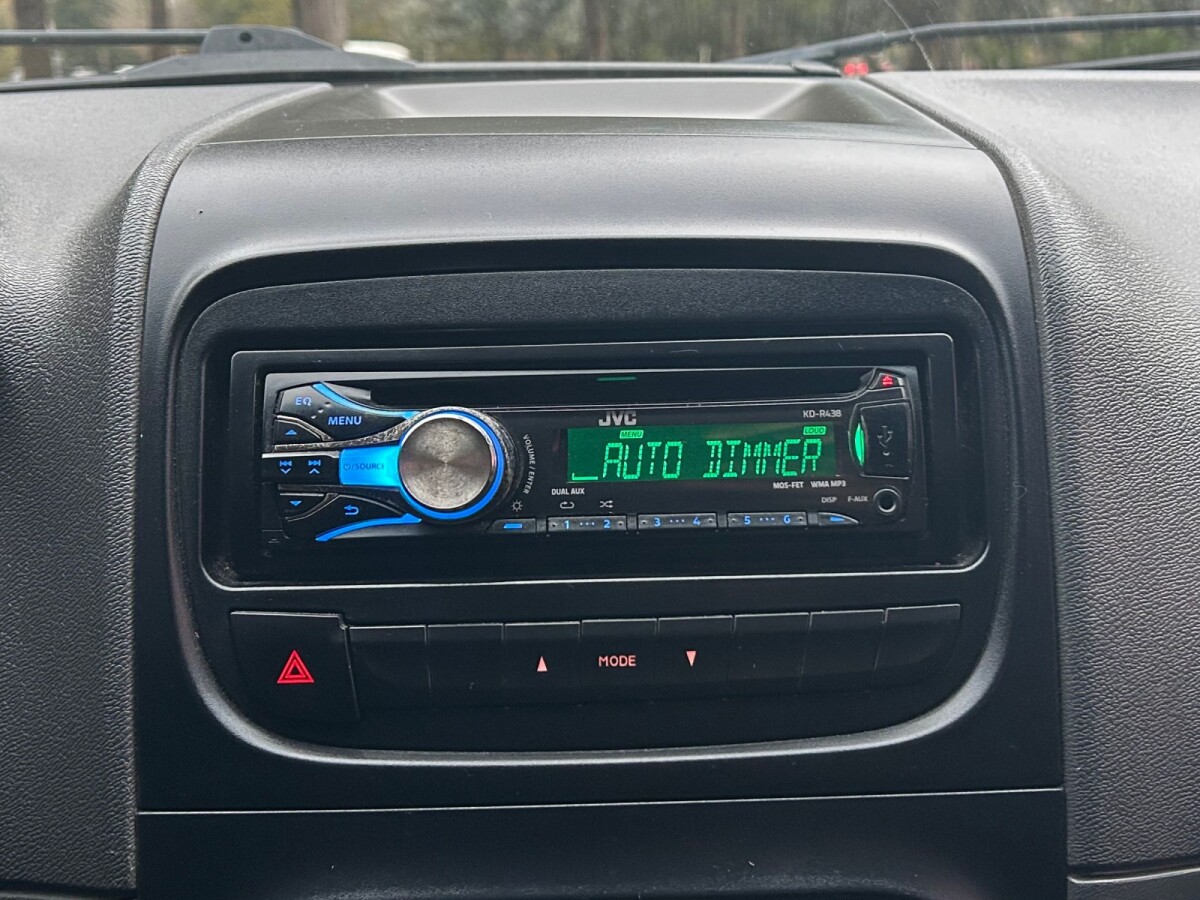 EQ
MENU
⏻/SOURCE
VOLUME / ENTER
JVC
KD-R438
MENU
LOUD
AUTO DIMMER
DUAL AUX
MOS-FET WMA MP3
DISP F-AUX
1 ••• 2
3 ••• 4
5 ••• 6
MODE